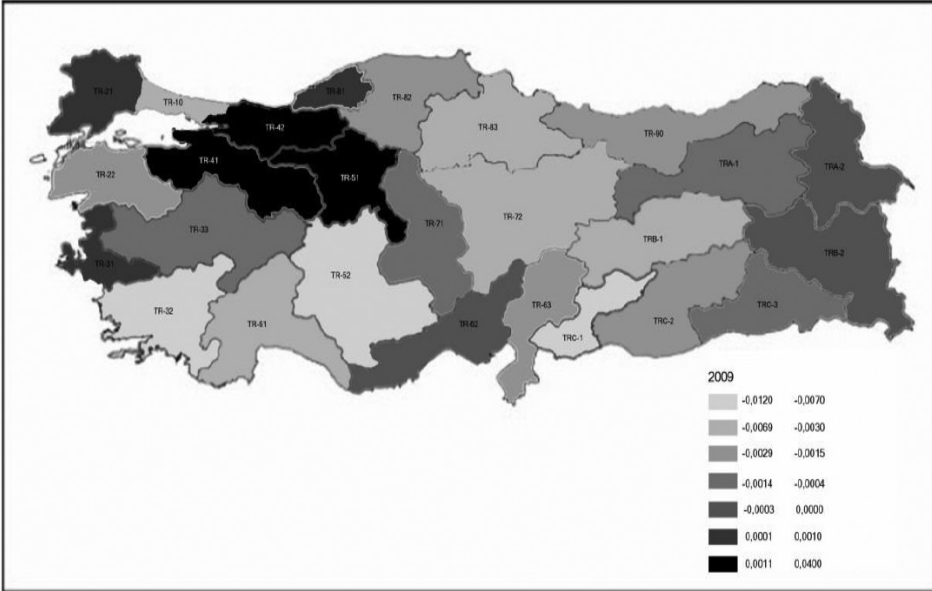 TR-21
TR-10
TR-81
TR-82
TR-83
TR-90
TR-42
TR-41
TR-51
TR-22
TRA-1
TRA-2
TR-33
TR-71
TR-72
TRB-1
TRB-2
TR-31
TR-52
TR-32
TR-61
TR-62
TR-63
TRC-1
TRC-2
TRC-3
2009
-0,0120 -0,0070
-0,0069 -0,0030
-0,0029 -0,0015
-0,0014 -0,0004
-0,0003 0,0000
0,0001 0,0010
0,0011 0,0400